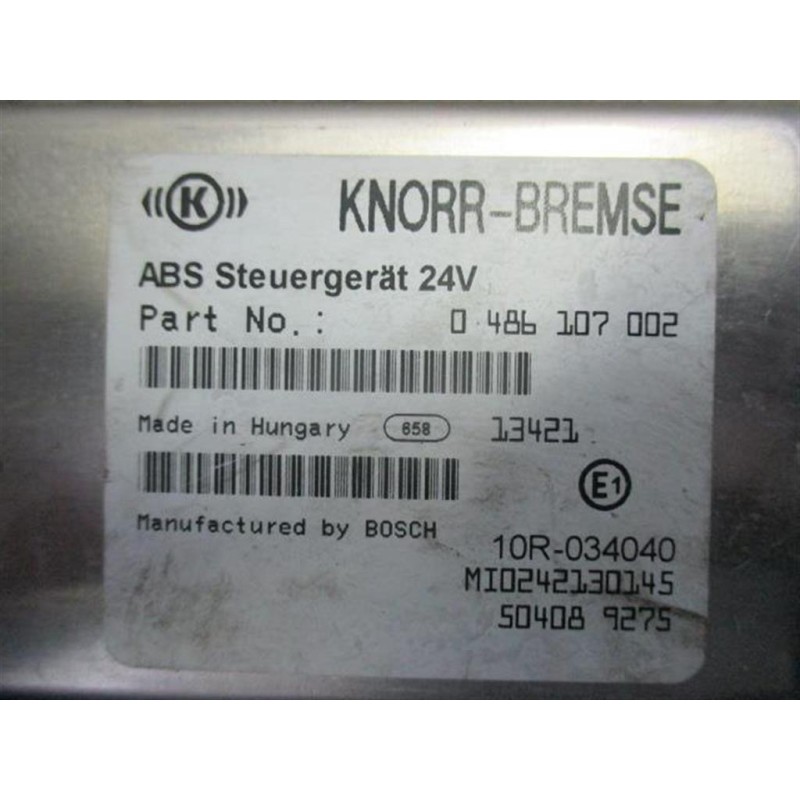 K KNORR-BREMSE
ABS Steuergerät 24V
Part No.: 0 486 107 002
Made in Hungary 658 13421
E1
Manufactured by BOSCH
10R-034040
MI0242130145
50408 9275